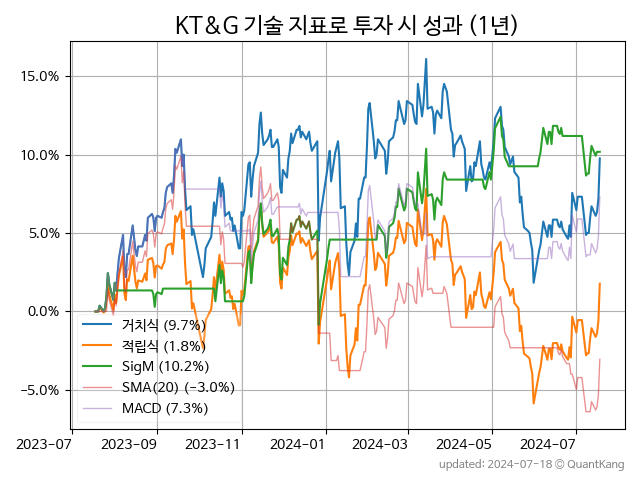 KT&G 기술 지표로 투자 시 성과 (1년)
15.0%
10.0%
5.0%
0.0%
−5.0%
거치식 (9.7%)
적립식 (1.8%)
SigM (10.2%)
SMA(20) (−3.0%)
MACD (7.3%)
2023-07 2023-09 2023-11 2024-01 2024-03 2024-05 2024-07
updated: 2024-07-18 © QuantKang